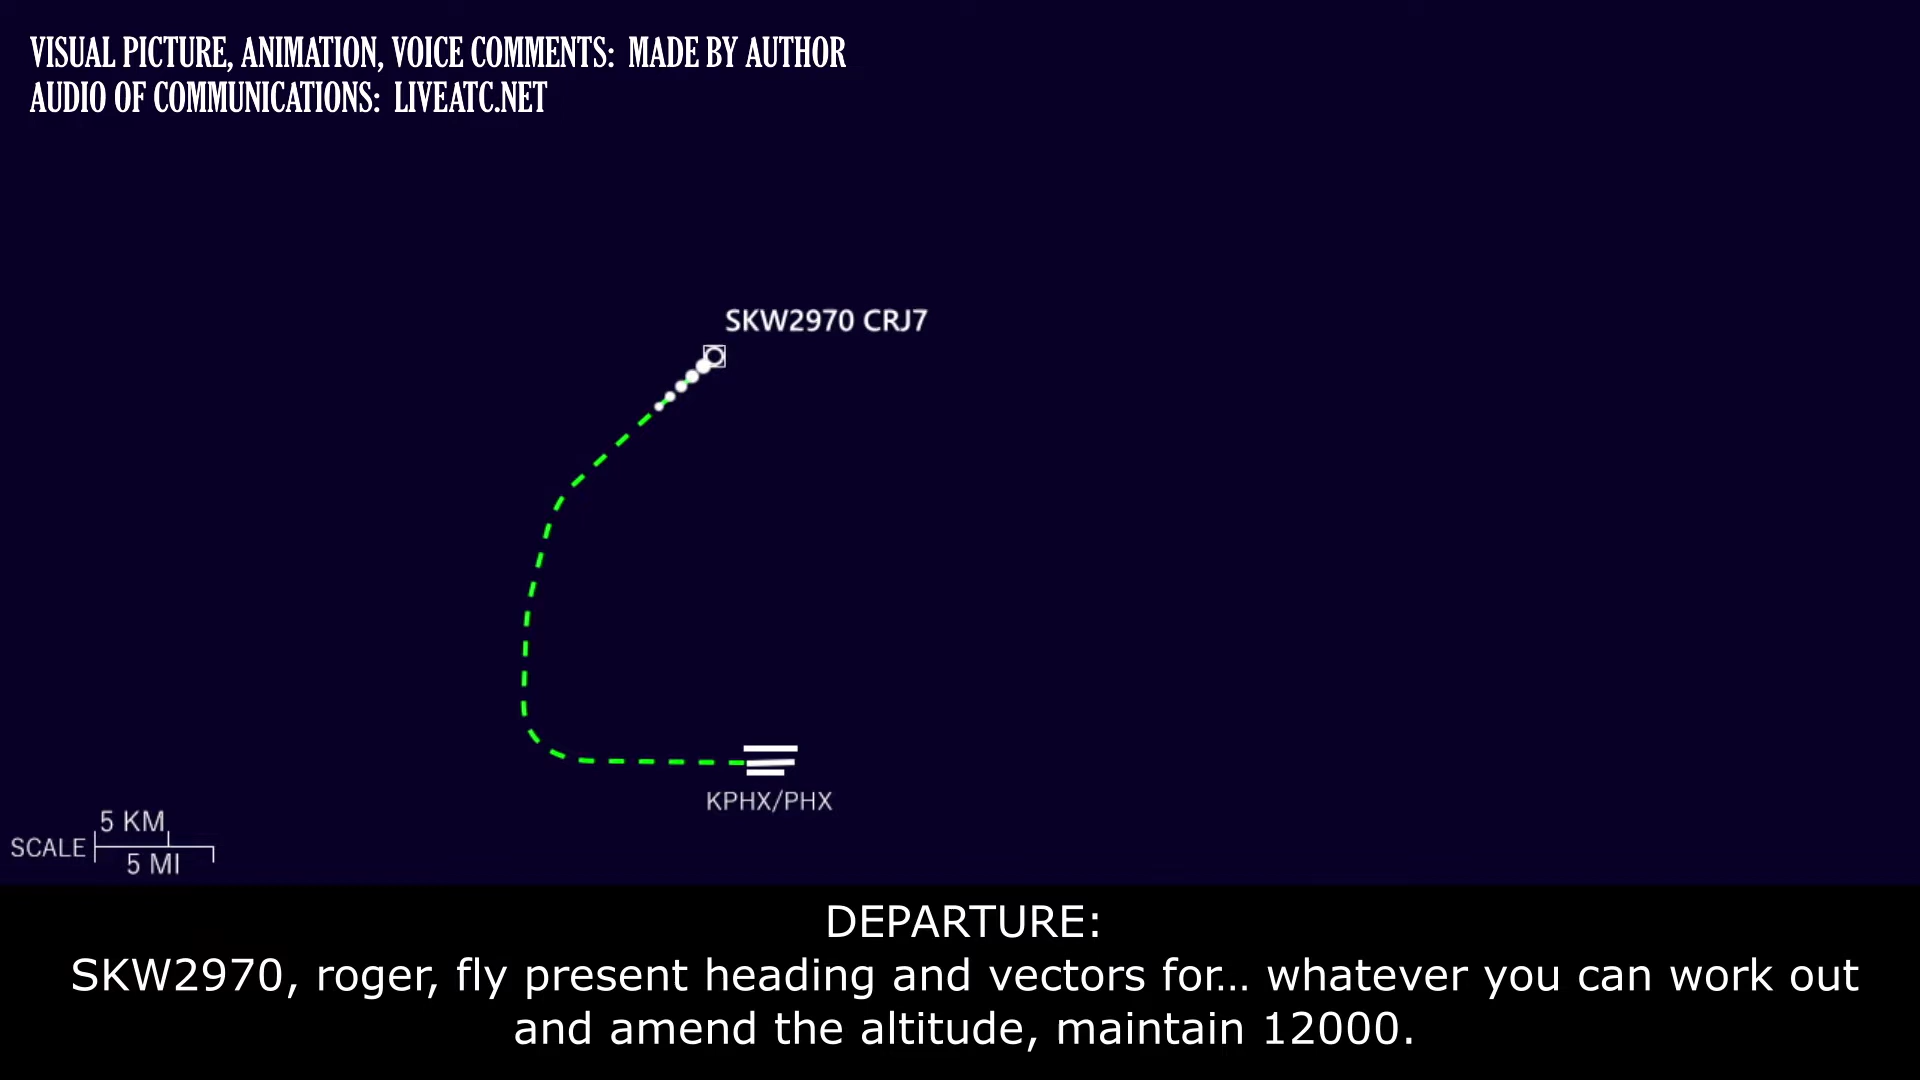 VISUAL PICTURE, ANIMATION, VOICE COMMENTS: MADE BY AUTHOR
AUDIO OF COMMUNICATIONS: LIVEATC.NET
SKW2970 CRJ7
KPHX/PHX
5 KM
SCALE
5 MI
DEPARTURE:
SKW2970, roger, fly present heading and vectors for... whatever you can work out
and amend the altitude, maintain 12000.